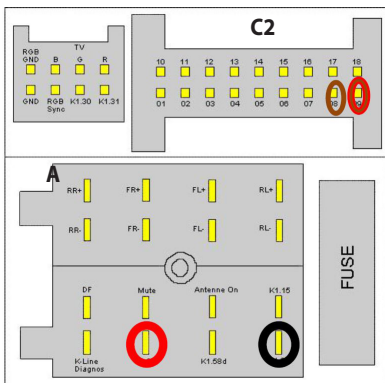 C2
TV
RGB GND B G R
GND RGB Sync K1.30 K1.31
10 11 12 13 14 15 16 17 18
01 02 03 04 05 06 07 08
A
RR+ FR+ FL+ RL+
RR- FR- FL- RL-
DF Mute Antenne On K1.15
K-Line Diagnos K1.58d
FUSE